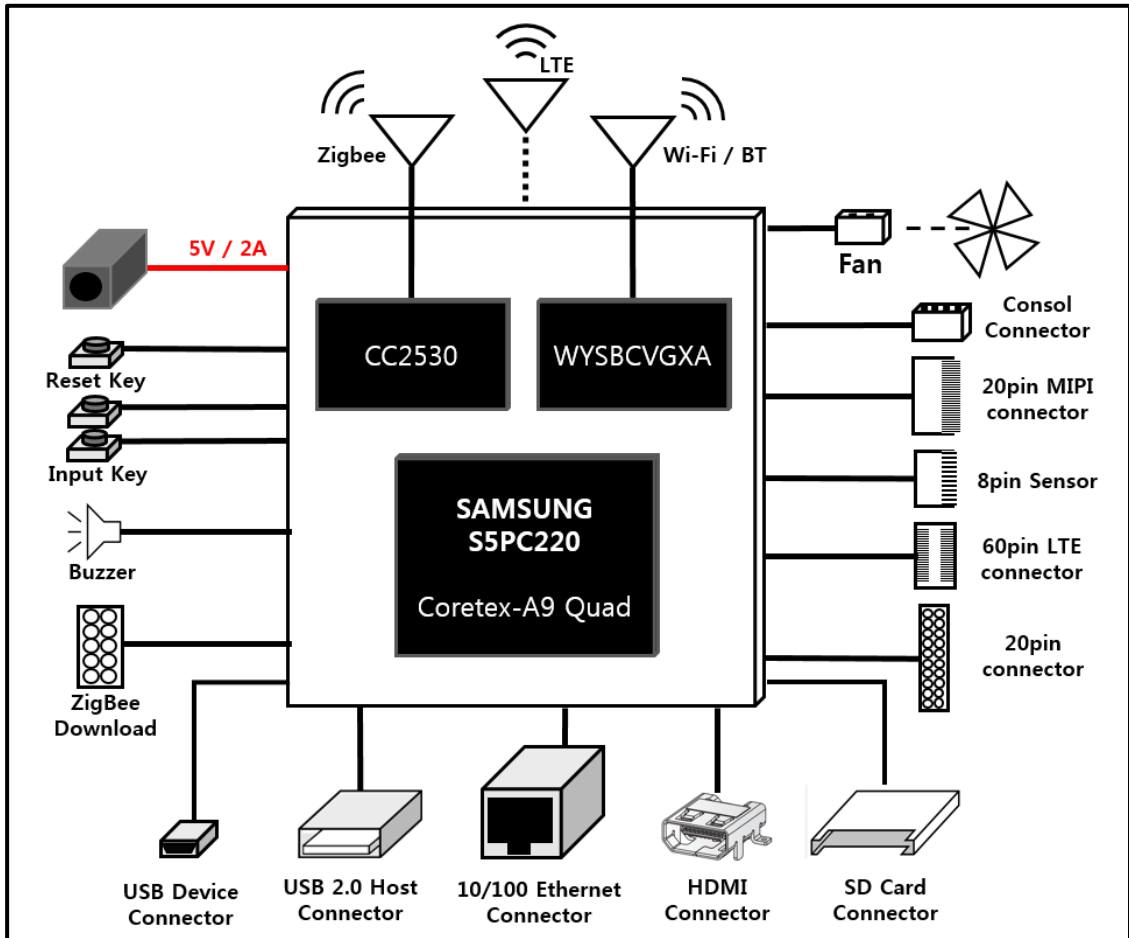 LTE
Zigbee
Wi-Fi / BT
5V / 2A
Fan
CC2530
WYSBCVGXA
Consol
Connector
Reset Key
20pin MIPI
connector
Input Key
8pin Sensor
SAMSUNG
S5PC220
Coretex-A9 Quad
Buzzer
60pin LTE
connector
20pin
connector
ZigBee
Download
USB Device
Connector
USB 2.0 Host
Connector
10/100 Ethernet
Connector
HDMI
Connector
SD Card
Connector